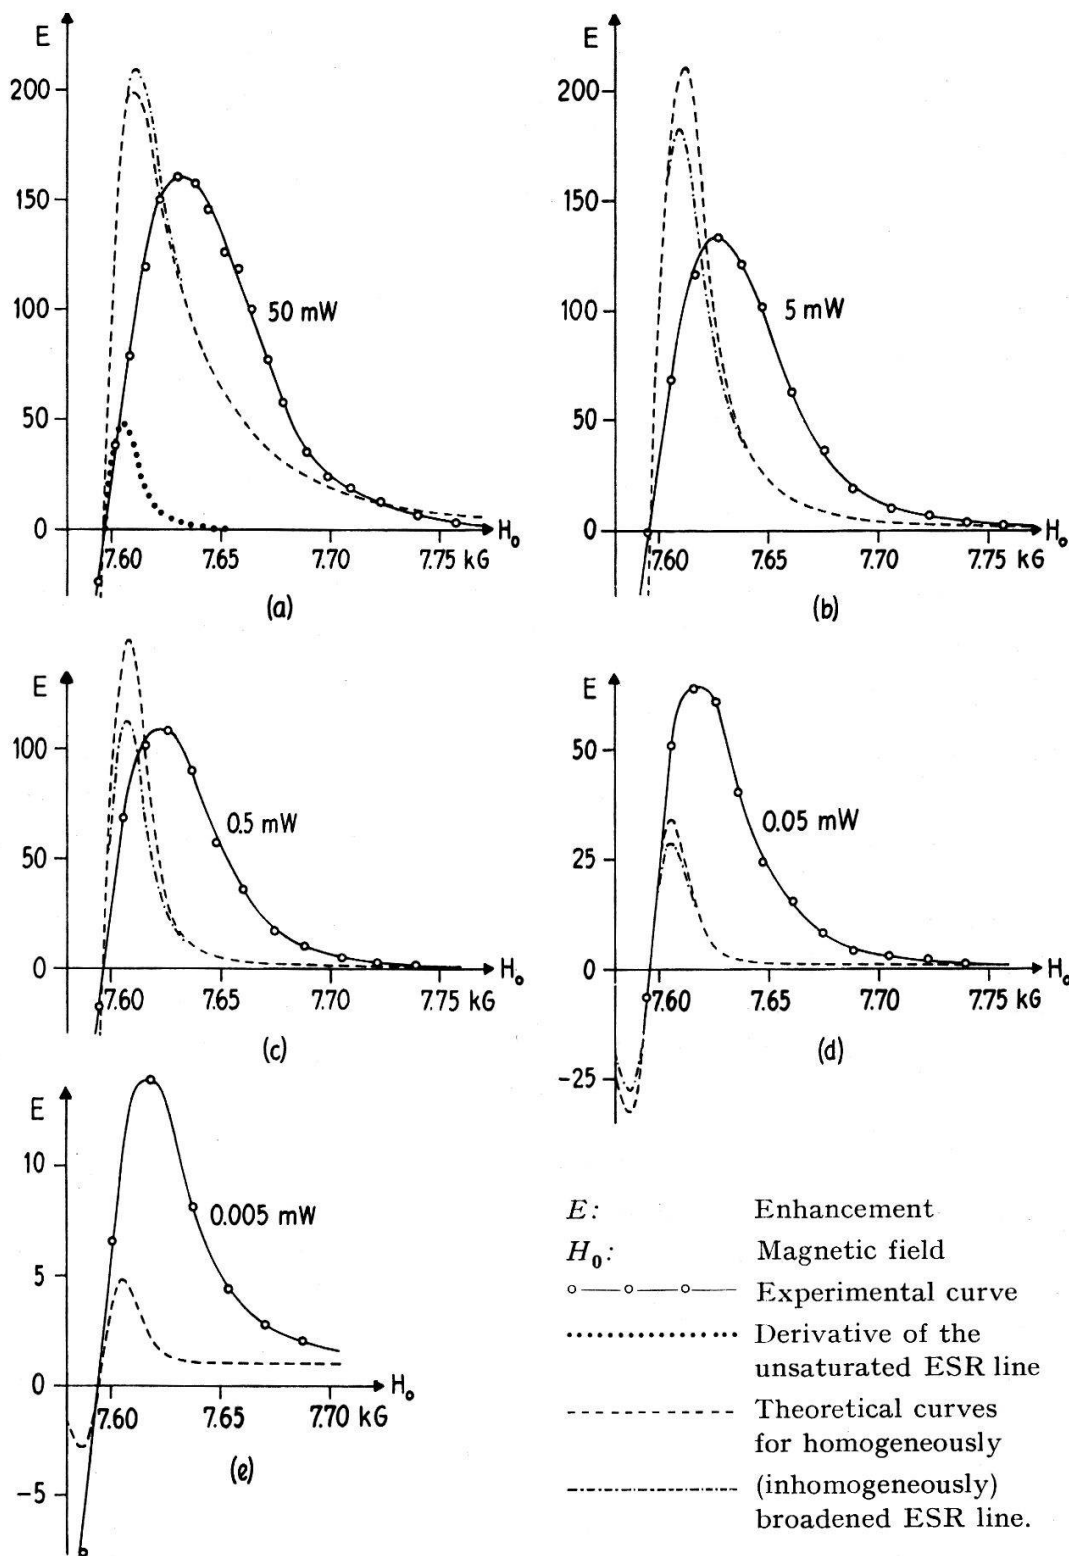 E
200
150
100
50
0
50 mW
7.60 7.65 7.70 7.75 kG H₀
(a)
E
200
150
100
50
0
5 mW
7.60 7.65 7.70 7.75 kG H₀
(b)
E
100
50
0
0.5 mW
7.60 7.65 7.70 7.75 kG H₀
(c)
E
50
25
0
-25
0.05 mW
7.60 7.65 7.70 7.75 kG H₀
(d)
E
10
5
0
-5
0.005 mW
7.60 7.65 7.70 kG H₀
(e)
E: Enhancement
H₀: Magnetic field
Experimental curve
Derivative of the
unsaturated ESR line
Theoretical curves
for homogeneously
(inhomogeneously)
broadened ESR line.